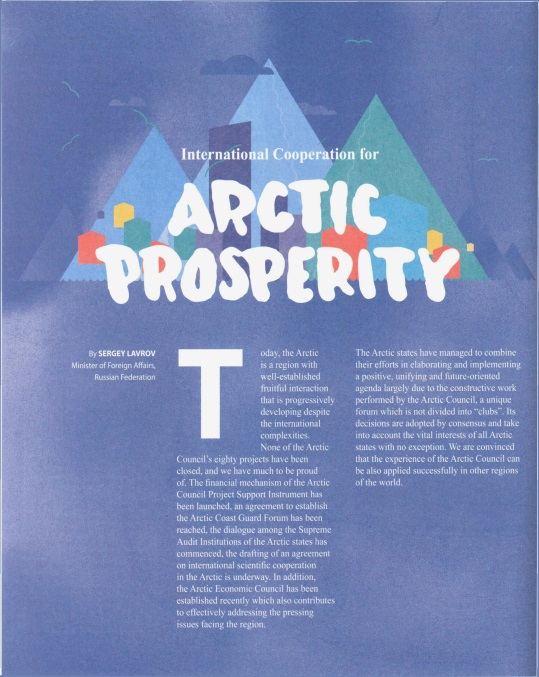 International Cooperation for
ARCTIC
PROSPERITY
By SERGEY LAVROV
Minister of Foreign Affairs,
Russian Federation
Today, the Arctic
is a region with
well-established
fruitful interaction
that is progressively
developing despite
the international
complexities.
None of the Arctic
Council's eighty projects have been
closed, and we have much to be proud
of. The financial mechanism of the Arctic
Council Project Support Instrument has
been launched, an agreement to establish
the Arctic Coast Guard Forum has been
reached, the dialogue among the Supreme
Audit Institutions of the Arctic states has
commenced, the drafting of an agreement
on international scientific cooperation
in the Arctic is underway. In addition,
the Arctic Economic Council has been
established recently which also contributes
to effectively addressing the pressing
issues facing the region.
The Arctic states have managed to combine
their efforts in elaborating and implementing
a positive, unifying and future-oriented
agenda largely due to the constructive work
performed by the Arctic Council, a unique
forum which is not divided into "clubs". Its
decisions are adopted by consensus and take
into account the vital interests of all Arctic
states with no exception. We are convinced
that the experience of the Arctic Council can
be also applied successfully in other regions
of the world.